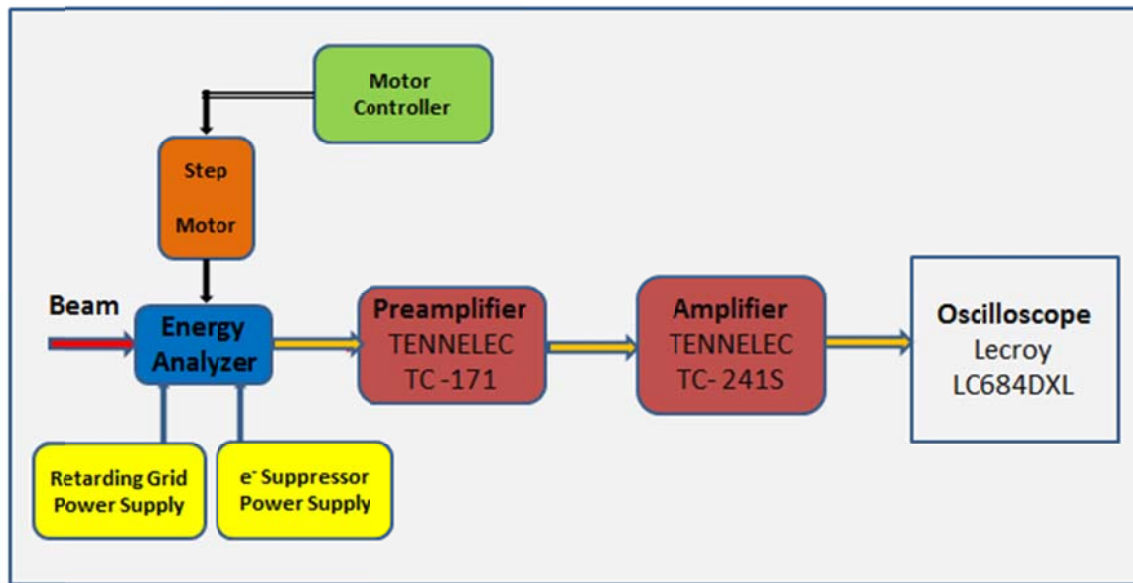 Motor
Controller
Step
Motor
Beam
Energy
Analyzer
Preamplifier
TENNELEC
TC -171
Amplifier
TENNELEC
TC- 241S
Oscilloscope
Lecroy
LC684DXL
Retarding Grid
Power Supply
e⁻ Suppressor
Power Supply